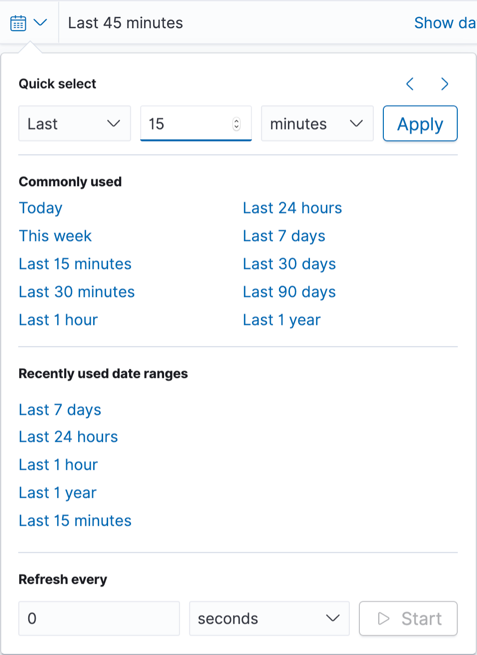 Last 45 minutes Show da
Quick select
Last 15 minutes Apply
Commonly used
Today Last 24 hours
This week Last 7 days
Last 15 minutes Last 30 days
Last 30 minutes Last 90 days
Last 1 hour Last 1 year
Recently used date ranges
Last 7 days
Last 24 hours
Last 1 hour
Last 1 year
Last 15 minutes
Refresh every
0 seconds Start